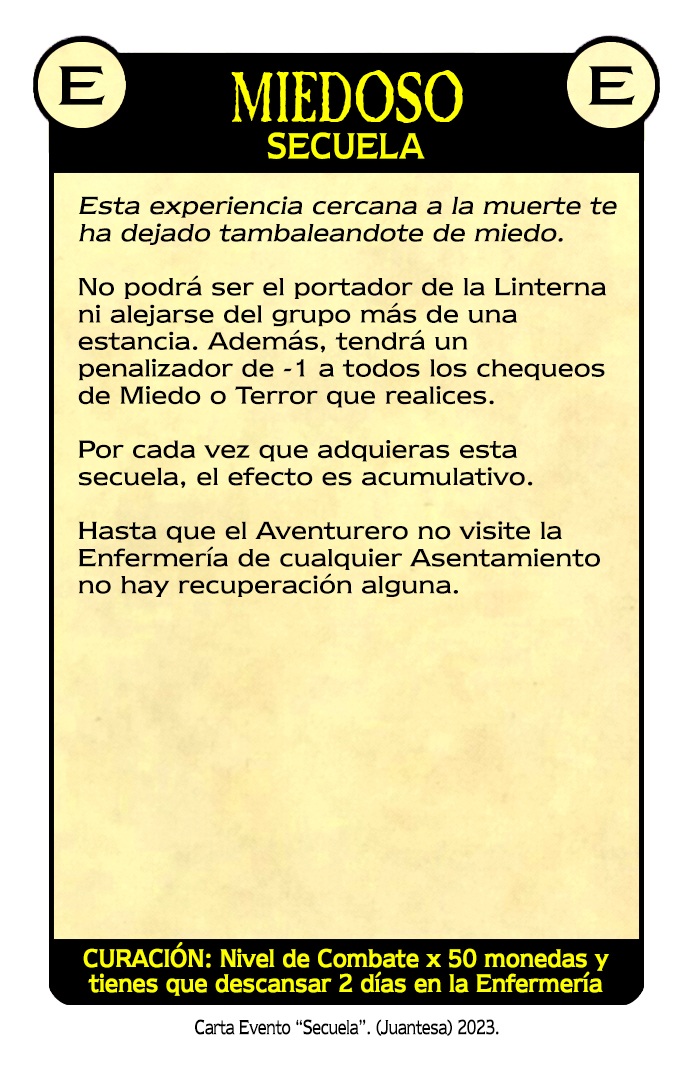 E
E
MIEDOSO
SECUELA
Esta experiencia cercana a la muerte te
ha dejado tambaleandote de miedo.
No podrá ser el portador de la Linterna
ni alejarse del grupo más de una
estancia. Además, tendrá un
penalizador de -1 a todos los chequeos
de Miedo o Terror que realices.
Por cada vez que adquieras esta
secuela, el efecto es acumulativo.
Hasta que el Aventurero no visite la
Enfermería de cualquier Asentamiento
no hay recuperación alguna.
CURACIÓN: Nivel de Combate x 50 monedas y
tienes que descansar 2 días en la Enfermería
Carta Evento “Secuela”. (Juantesa) 2023.